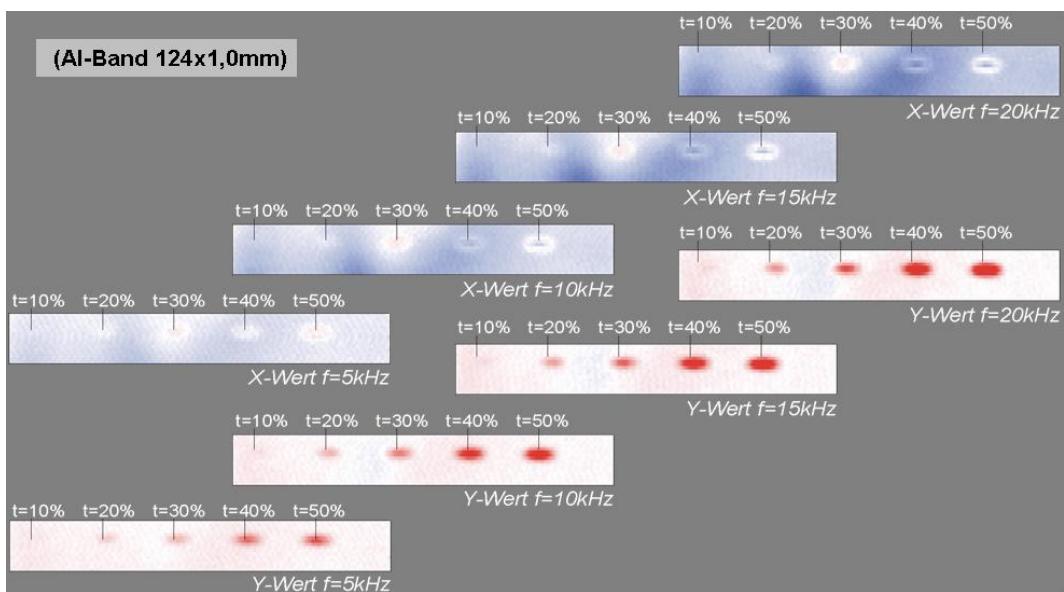 (Al-Band 124x1,0mm)
t=10% t=20% t=30% t=40% t=50%
X-Wert f=20kHz
t=10% t=20% t=30% t=40% t=50%
X-Wert f=15kHz
t=10% t=20% t=30% t=40% t=50%
X-Wert f=10kHz
t=10% t=20% t=30% t=40% t=50%
Y-Wert f=20kHz
t=10% t=20% t=30% t=40% t=50%
X-Wert f=5kHz
t=10% t=20% t=30% t=40% t=50%
Y-Wert f=15kHz
t=10% t=20% t=30% t=40% t=50%
Y-Wert f=10kHz
t=10% t=20% t=30% t=40% t=50%
Y-Wert f=5kHz